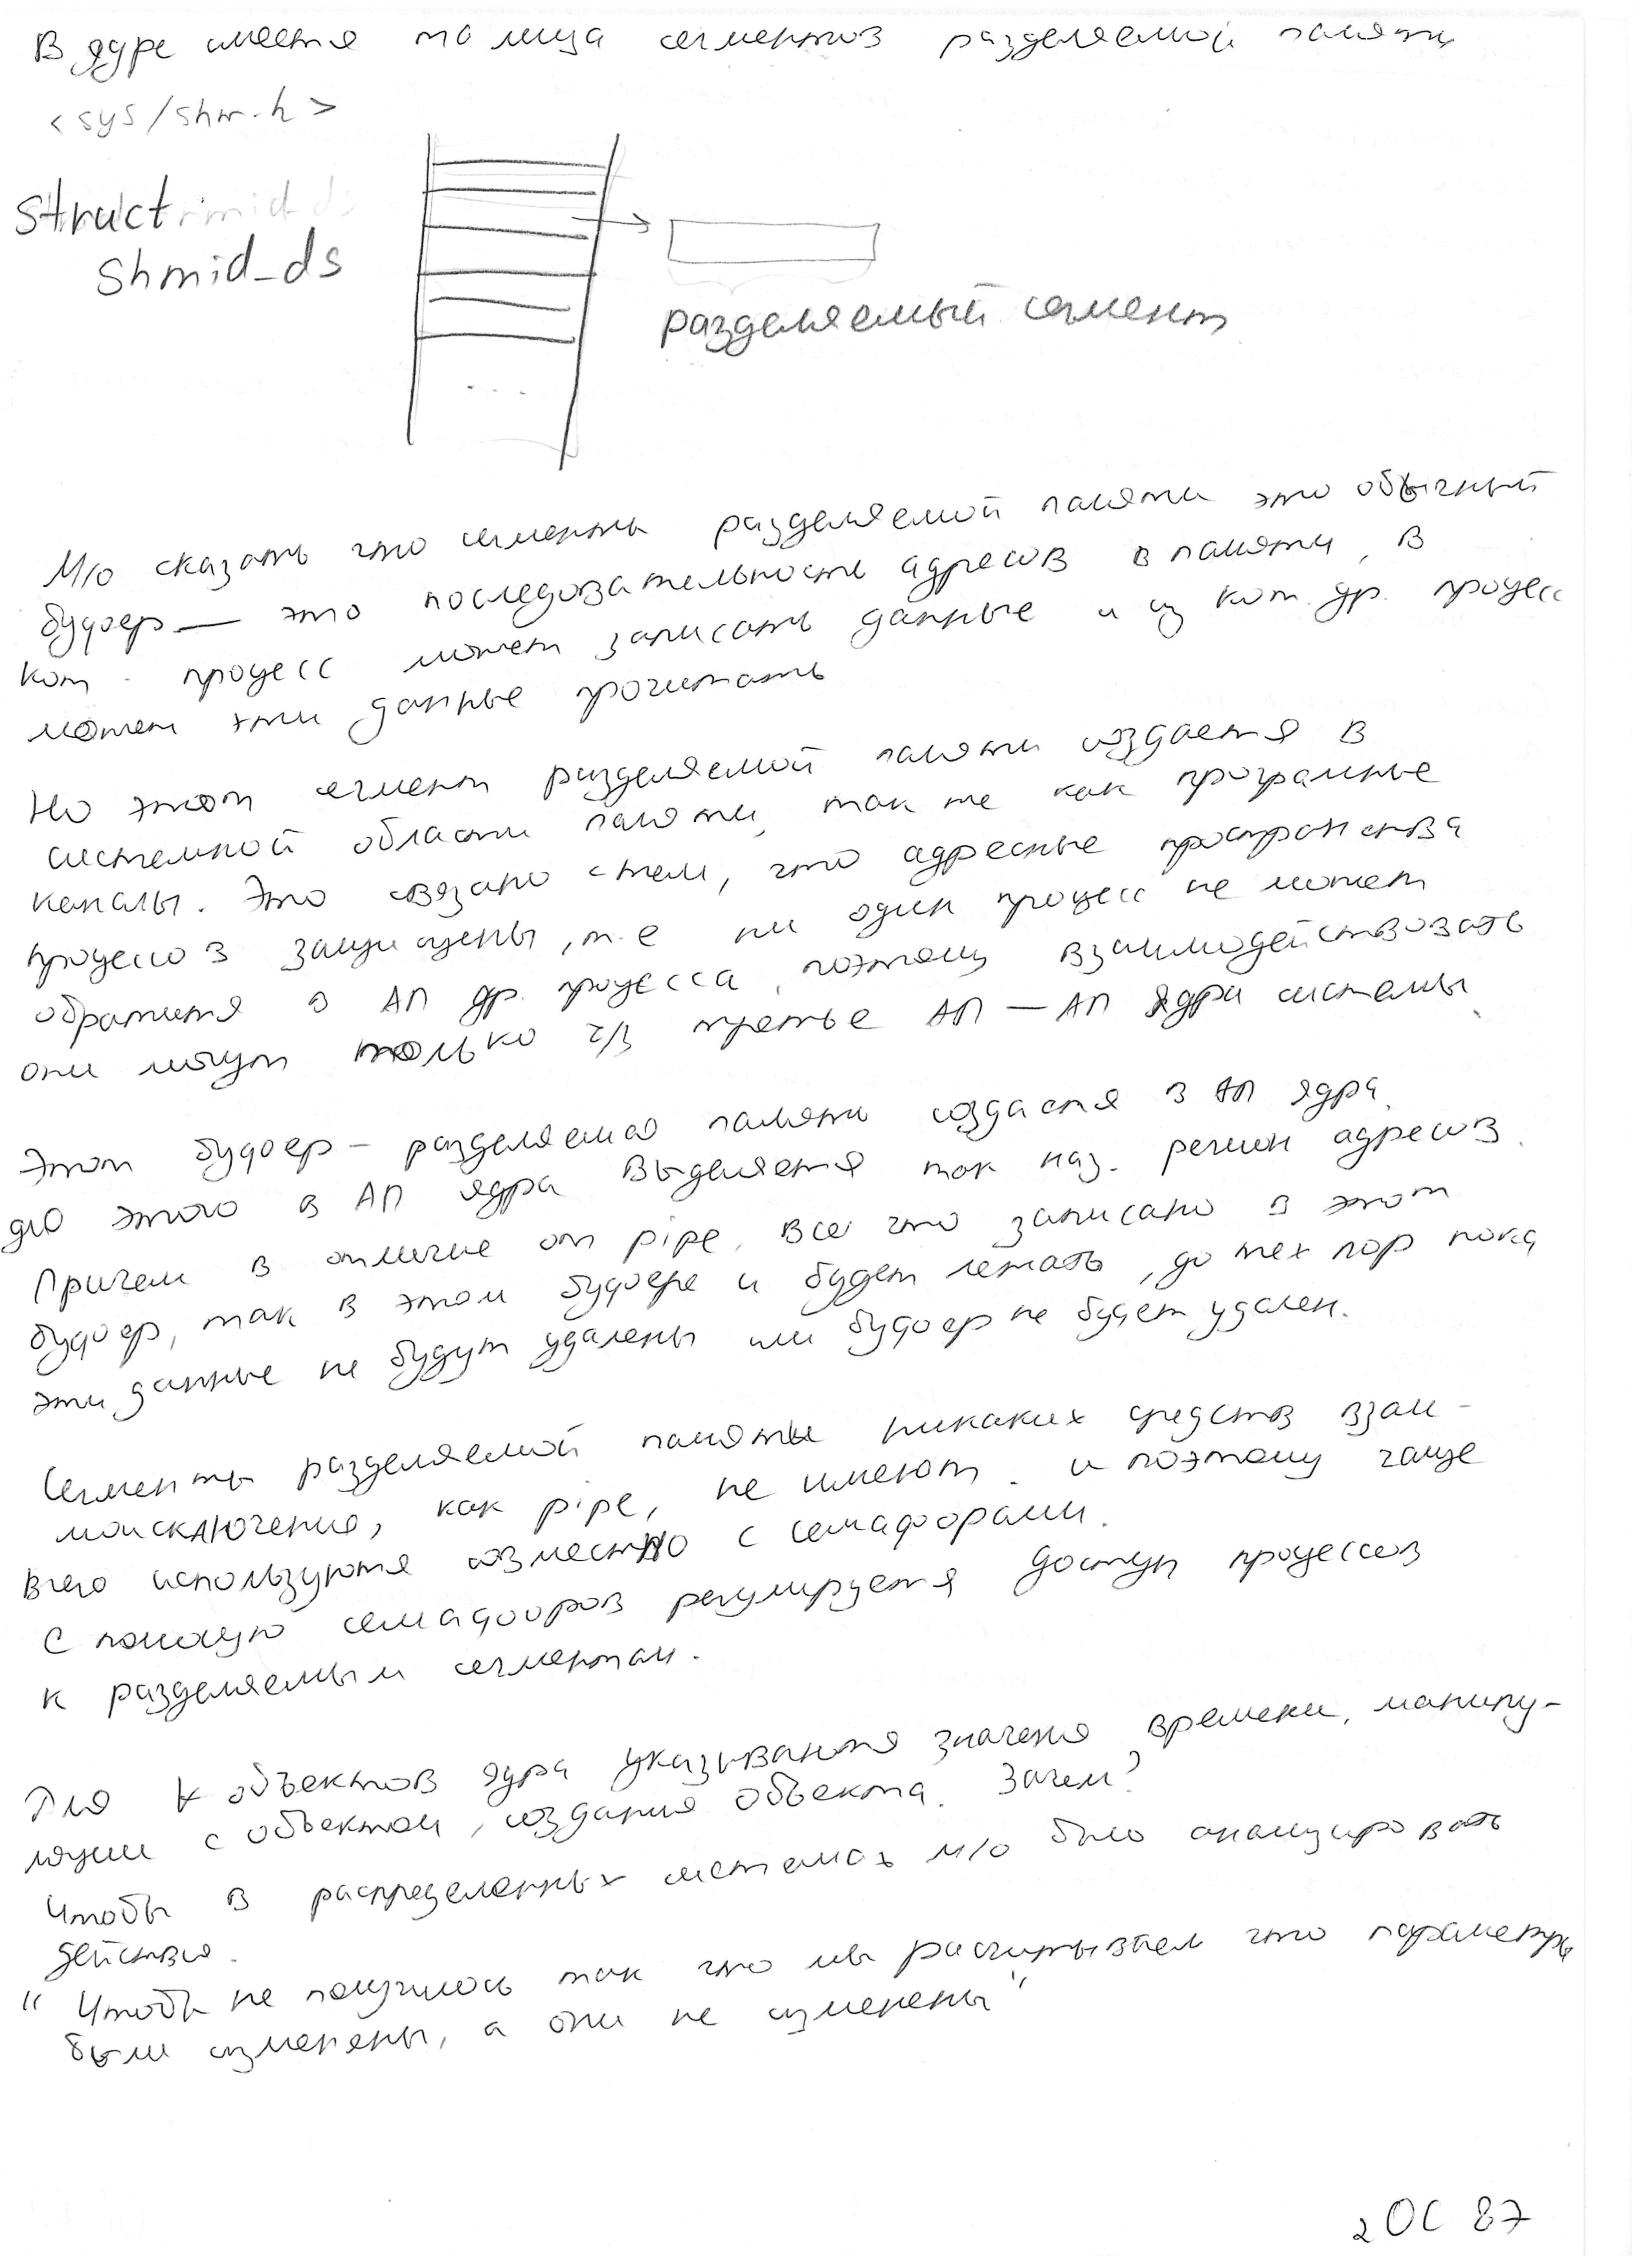 В ядре имеется таблица сегментов разделяемой памяти
<sys/shm.h>
struct
shmid_ds
разделяемый сегмент
...
М/о сказать что сегменты разделяемой памяти это обычный
буфер — это последовательность адресов в памяти, в
кот. процесс может записать данные и из кот. др. процесс
может эти данные прочитать
Но этот сегмент разделяемой памяти создается в
системной области памяти, так же как программные
каналы. Это связано с тем, что адресные пространства
процессов защищены, т.е ни один процесс не может
обратится в АП др. процесса, поэтому взаимодействовать
они могут только ч/з третье АП — АП ядра системы.
Этот буфер – разделяемая память создается в АП ядра.
для этого в АП ядра выделяется так наз. регион адресов.
Причем в отличие от pipe, все что записано в этот
буфер, так в этом буфере и будет лежать, до тех пор пока
эти данные не будут удалены или буфер не будет удален.
Сегменты разделяемой памяты никаких средств взаи-
моисключения, как pipe, не имеют. и поэтому чаще
всего используются совместно с семафорами.
С помощью семафоров регулируется доступ процессов
к разделяемым сегментам.
Для ∀ объектов ядра указываются значения времени, манипу-
ляции с объектом, создания объекта. Зачем?
Чтобы в распределенных системах м/о было анализировать
действия.
"Чтобы не получилось так что мы расчитываем что параметры
были изменены, а они не изменены"
2 ОС 87